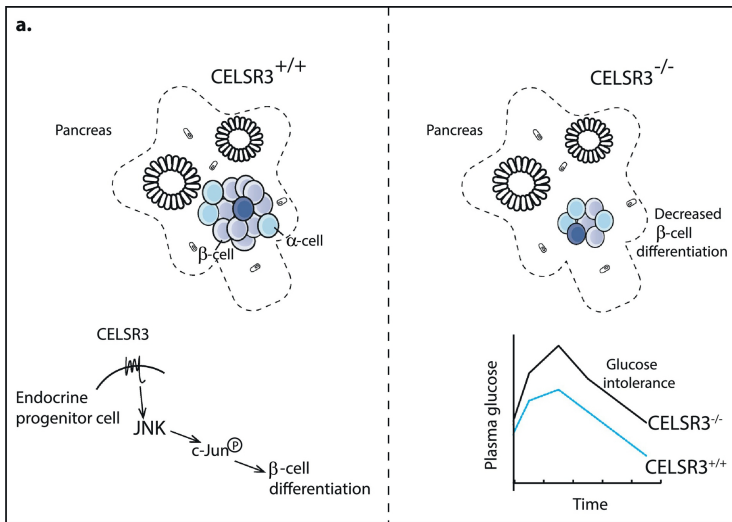 a.
CELSR3+/+
Pancreas
β-cell
α-cell
CELSR3
Endocrine
progenitor cell
JNK
c-Jun P
β-cell
differentiation
CELSR3-/-
Pancreas
Decreased
β-cell
differentiation
Plasma glucose
Glucose
intolerance
CELSR3-/-
CELSR3+/+
Time